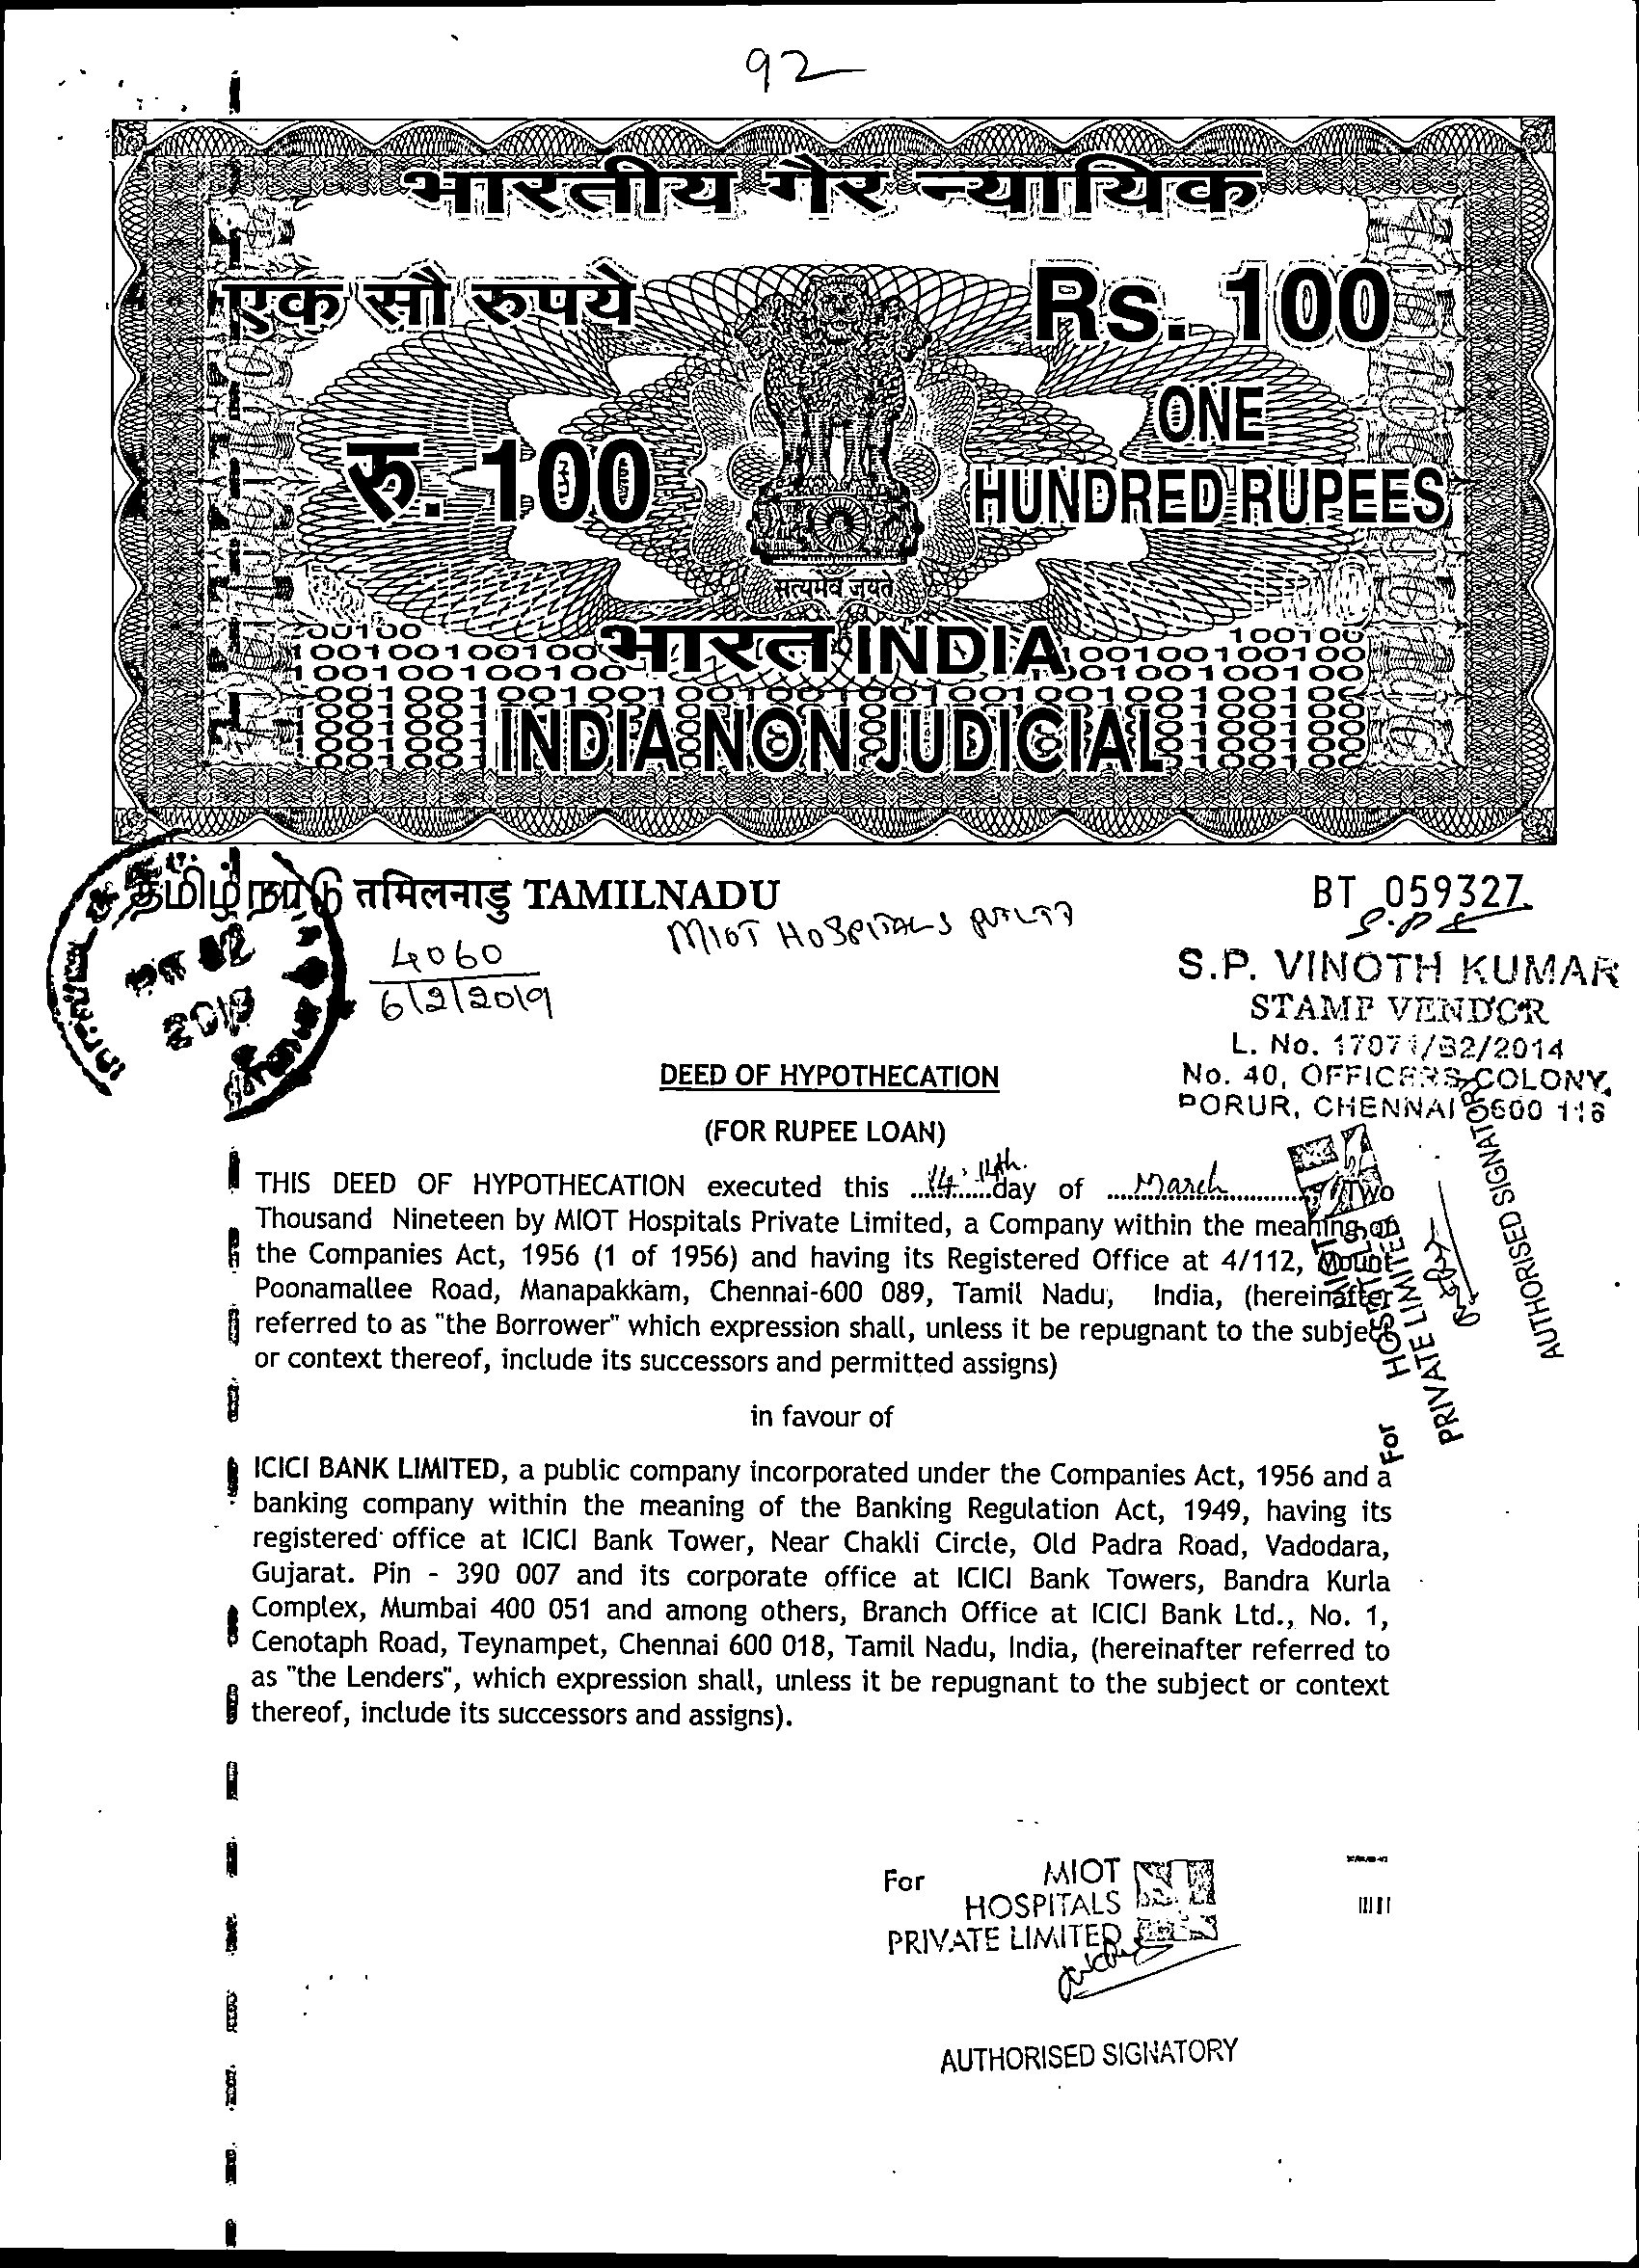 92
भारतीय गैर न्यायिक
एक सौ रुपये
Rs. 100
रु. 100
ONE
HUNDRED RUPEES
सत्यमेव जयते
भारत INDIA
INDIA NON JUDICIAL
தமிழ்நாடு तमिलनाडु TAMILNADU
BT 059327
MIOT HOSPITALS
4060
6/2/2019
2019
S.P. VINOTH KUMAR
STAMP VENDOR
L. No. 17071/B2/2014
No. 40, OFFICERS COLONY,
PORUR, CHENNAI 600 116
DEED OF HYPOTHECATION
(FOR RUPEE LOAN)
THIS DEED OF HYPOTHECATION executed this ..14.. 14th. day of ....March............, Two
Thousand Nineteen by MIOT Hospitals Private Limited, a Company within the meaning on
the Companies Act, 1956 (1 of 1956) and having its Registered Office at 4/112, Mount
Poonamallee Road, Manapakkam, Chennai-600 089, Tamil Nadu, India, (hereinafter
referred to as "the Borrower" which expression shall, unless it be repugnant to the subject
or context thereof, include its successors and permitted assigns)
For MIOT
HOSPITALS
PRIVATE LIMITED
AUTHORISED SIGNATORY
in favour of
ICICI BANK LIMITED, a public company incorporated under the Companies Act, 1956 and a
banking company within the meaning of the Banking Regulation Act, 1949, having its
registered office at ICICI Bank Tower, Near Chakli Circle, Old Padra Road, Vadodara,
Gujarat. Pin - 390 007 and its corporate office at ICICI Bank Towers, Bandra Kurla
Complex, Mumbai 400 051 and among others, Branch Office at ICICI Bank Ltd., No. 1,
Cenotaph Road, Teynampet, Chennai 600 018, Tamil Nadu, India, (hereinafter referred to
as "the Lenders", which expression shall, unless it be repugnant to the subject or context
thereof, include its successors and assigns).
For MIOT
HOSPITALS
PRIVATE LIMITED
AUTHORISED SIGNATORY